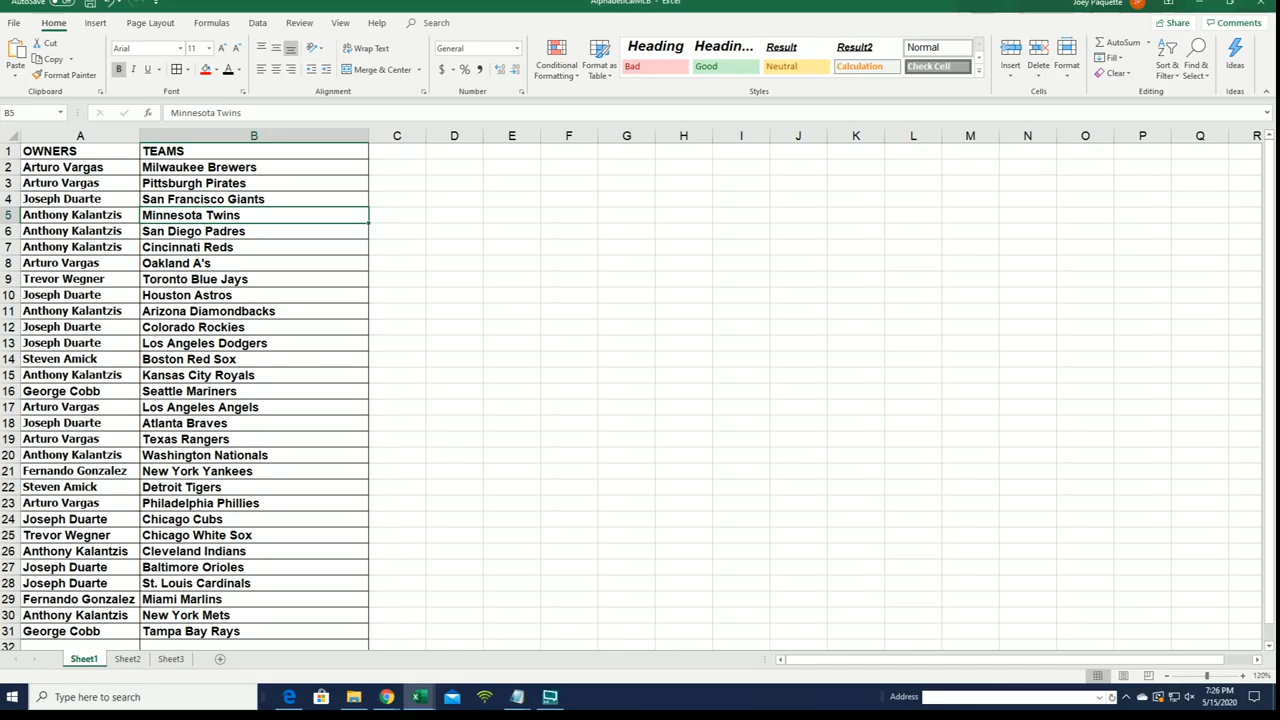 AutoSave Off AlphabeticalMLB - Excel Joey Paquette JP
File Home Insert Page Layout Formulas Data Review View Help Search Share Comments
Paste Cut Copy Format Painter Clipboard
Arial 11 A A B I U A Font
Wrap Text Merge & Center Alignment
General $ % , Number
Conditional Formatting Format as Table
Heading Headin... Result Result2 Normal
Bad Good Neutral Calculation Check Cell
Styles
Insert Delete Format Cells
AutoSum Fill Clear Sort & Filter Find & Select Editing
Ideas Ideas
B5 fx Minnesota Twins
A B C D E F G H I J K L M N O P Q R
1 OWNERS TEAMS
2 Arturo Vargas Milwaukee Brewers
3 Arturo Vargas Pittsburgh Pirates
4 Joseph Duarte San Francisco Giants
5 Anthony Kalantzis Minnesota Twins
6 Anthony Kalantzis San Diego Padres
7 Anthony Kalantzis Cincinnati Reds
8 Arturo Vargas Oakland A's
9 Trevor Wegner Toronto Blue Jays
10 Joseph Duarte Houston Astros
11 Anthony Kalantzis Arizona Diamondbacks
12 Joseph Duarte Colorado Rockies
13 Joseph Duarte Los Angeles Dodgers
14 Steven Amick Boston Red Sox
15 Anthony Kalantzis Kansas City Royals
16 George Cobb Seattle Mariners
17 Arturo Vargas Los Angeles Angels
18 Joseph Duarte Atlanta Braves
19 Arturo Vargas Texas Rangers
20 Anthony Kalantzis Washington Nationals
21 Fernando Gonzalez New York Yankees
22 Steven Amick Detroit Tigers
23 Arturo Vargas Philadelphia Phillies
24 Joseph Duarte Chicago Cubs
25 Trevor Wegner Chicago White Sox
26 Anthony Kalantzis Cleveland Indians
27 Joseph Duarte Baltimore Orioles
28 Joseph Duarte St. Louis Cardinals
29 Fernando Gonzalez Miami Marlins
30 Anthony Kalantzis New York Mets
31 George Cobb Tampa Bay Rays
32
Sheet1 Sheet2 Sheet3
120%
Type here to search Address 7:26 PM
5/15/2020